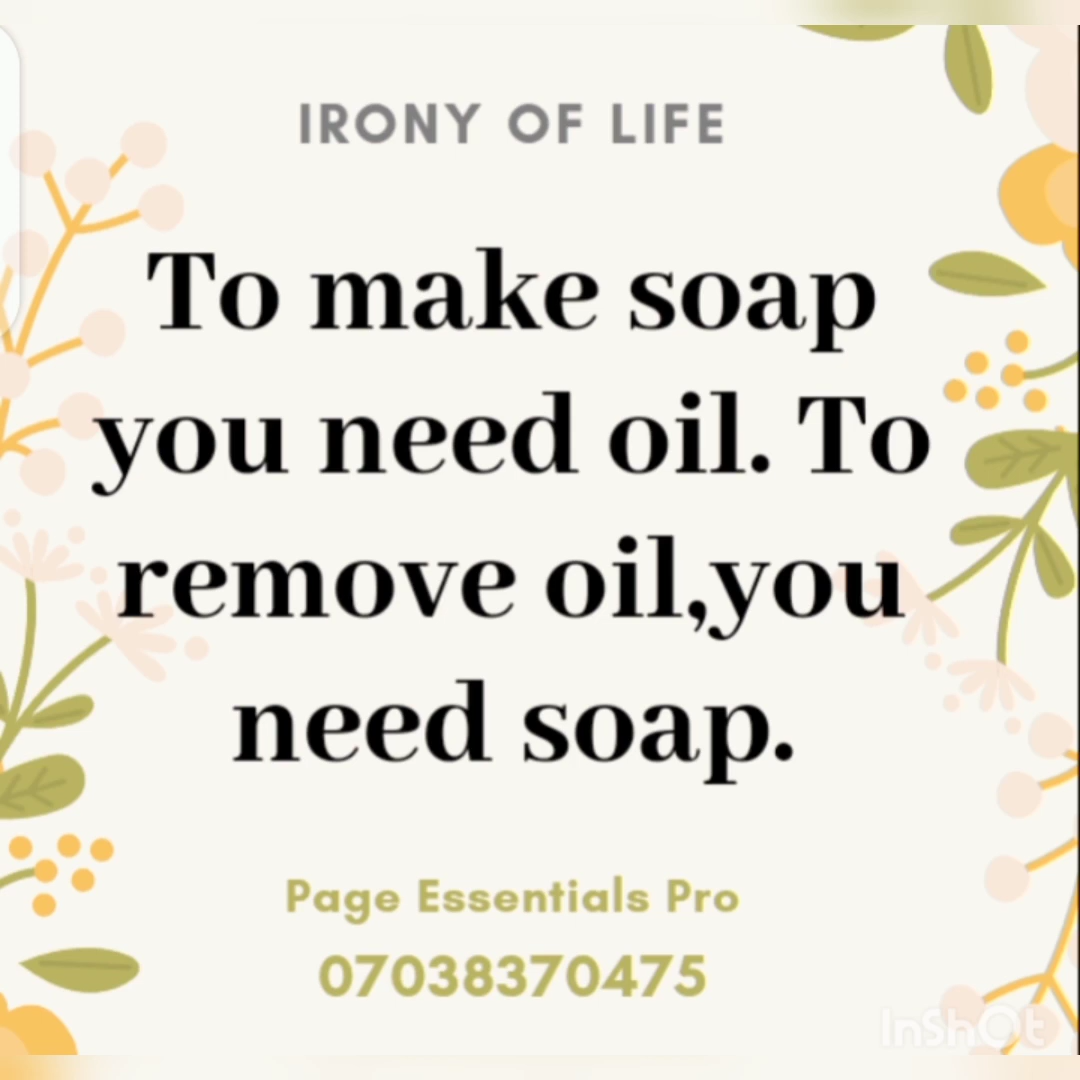 IRONY OF LIFE
To make soap
you need oil. To
remove oil,you
need soap.
Page Essentials Pro
07038370475
InShOt